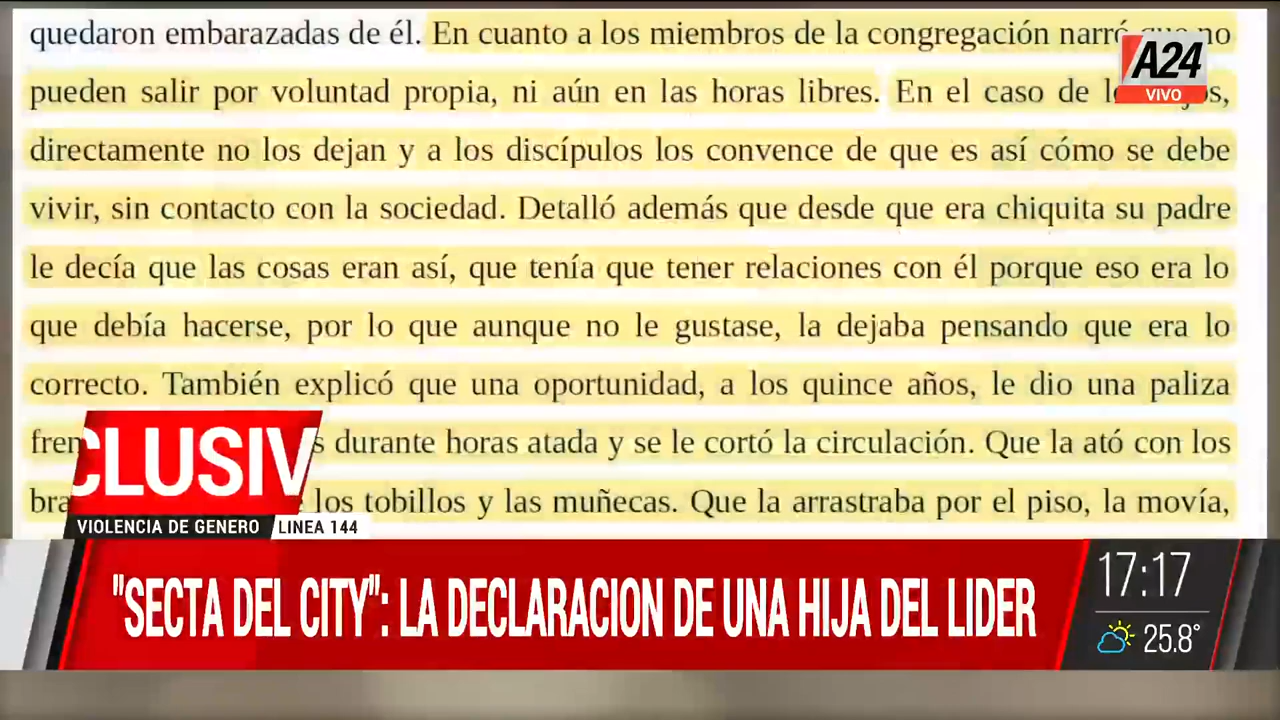 quedaron embarazadas de él. En cuanto a los miembros de la congregación narró que no
pueden salir por voluntad propia, ni aún en las horas libres. En el caso de
directamente no los dejan y a los discípulos los convence de que es así cómo se debe
vivir, sin contacto con la sociedad. Detalló además que desde que era chiquita su padre
le decía que las cosas eran así, que tenía que tener relaciones con él porque eso era lo
que debía hacerse, por lo que aunque no le gustase, la dejaba pensando que era lo
correcto. También explicó que una oportunidad, a los quince años, le dio una paliza
durante horas atada y se le cortó la circulación. Que la ató con los
los tobillos y las muñecas. Que la arrastraba por el piso, la movía,
A24
VIVO
CLUSIV
VIOLENCIA DE GENERO LINEA 144
"SECTA DEL CITY": LA DECLARACION DE UNA HIJA DEL LIDER
17:17
25.8°